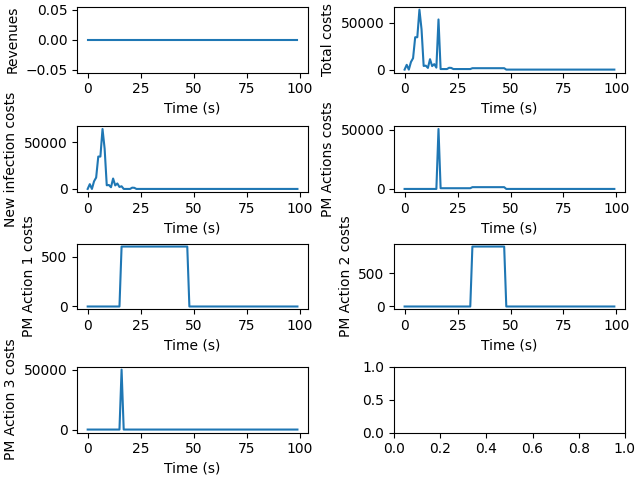 Revenues
0.05
0.00
−0.05
0 25 50 75 100
Time (s)
Total costs
50000
0
0 25 50 75 100
Time (s)
New infection costs
50000
0
0 25 50 75 100
Time (s)
PM Actions costs
50000
0
0 25 50 75 100
Time (s)
PM Action 1 costs
500
0
0 25 50 75 100
Time (s)
PM Action 2 costs
500
0
0 25 50 75 100
Time (s)
PM Action 3 costs
50000
0
0 25 50 75 100
Time (s)
1.0
0.5
0.0
0.0 0.2 0.4 0.6 0.8 1.0